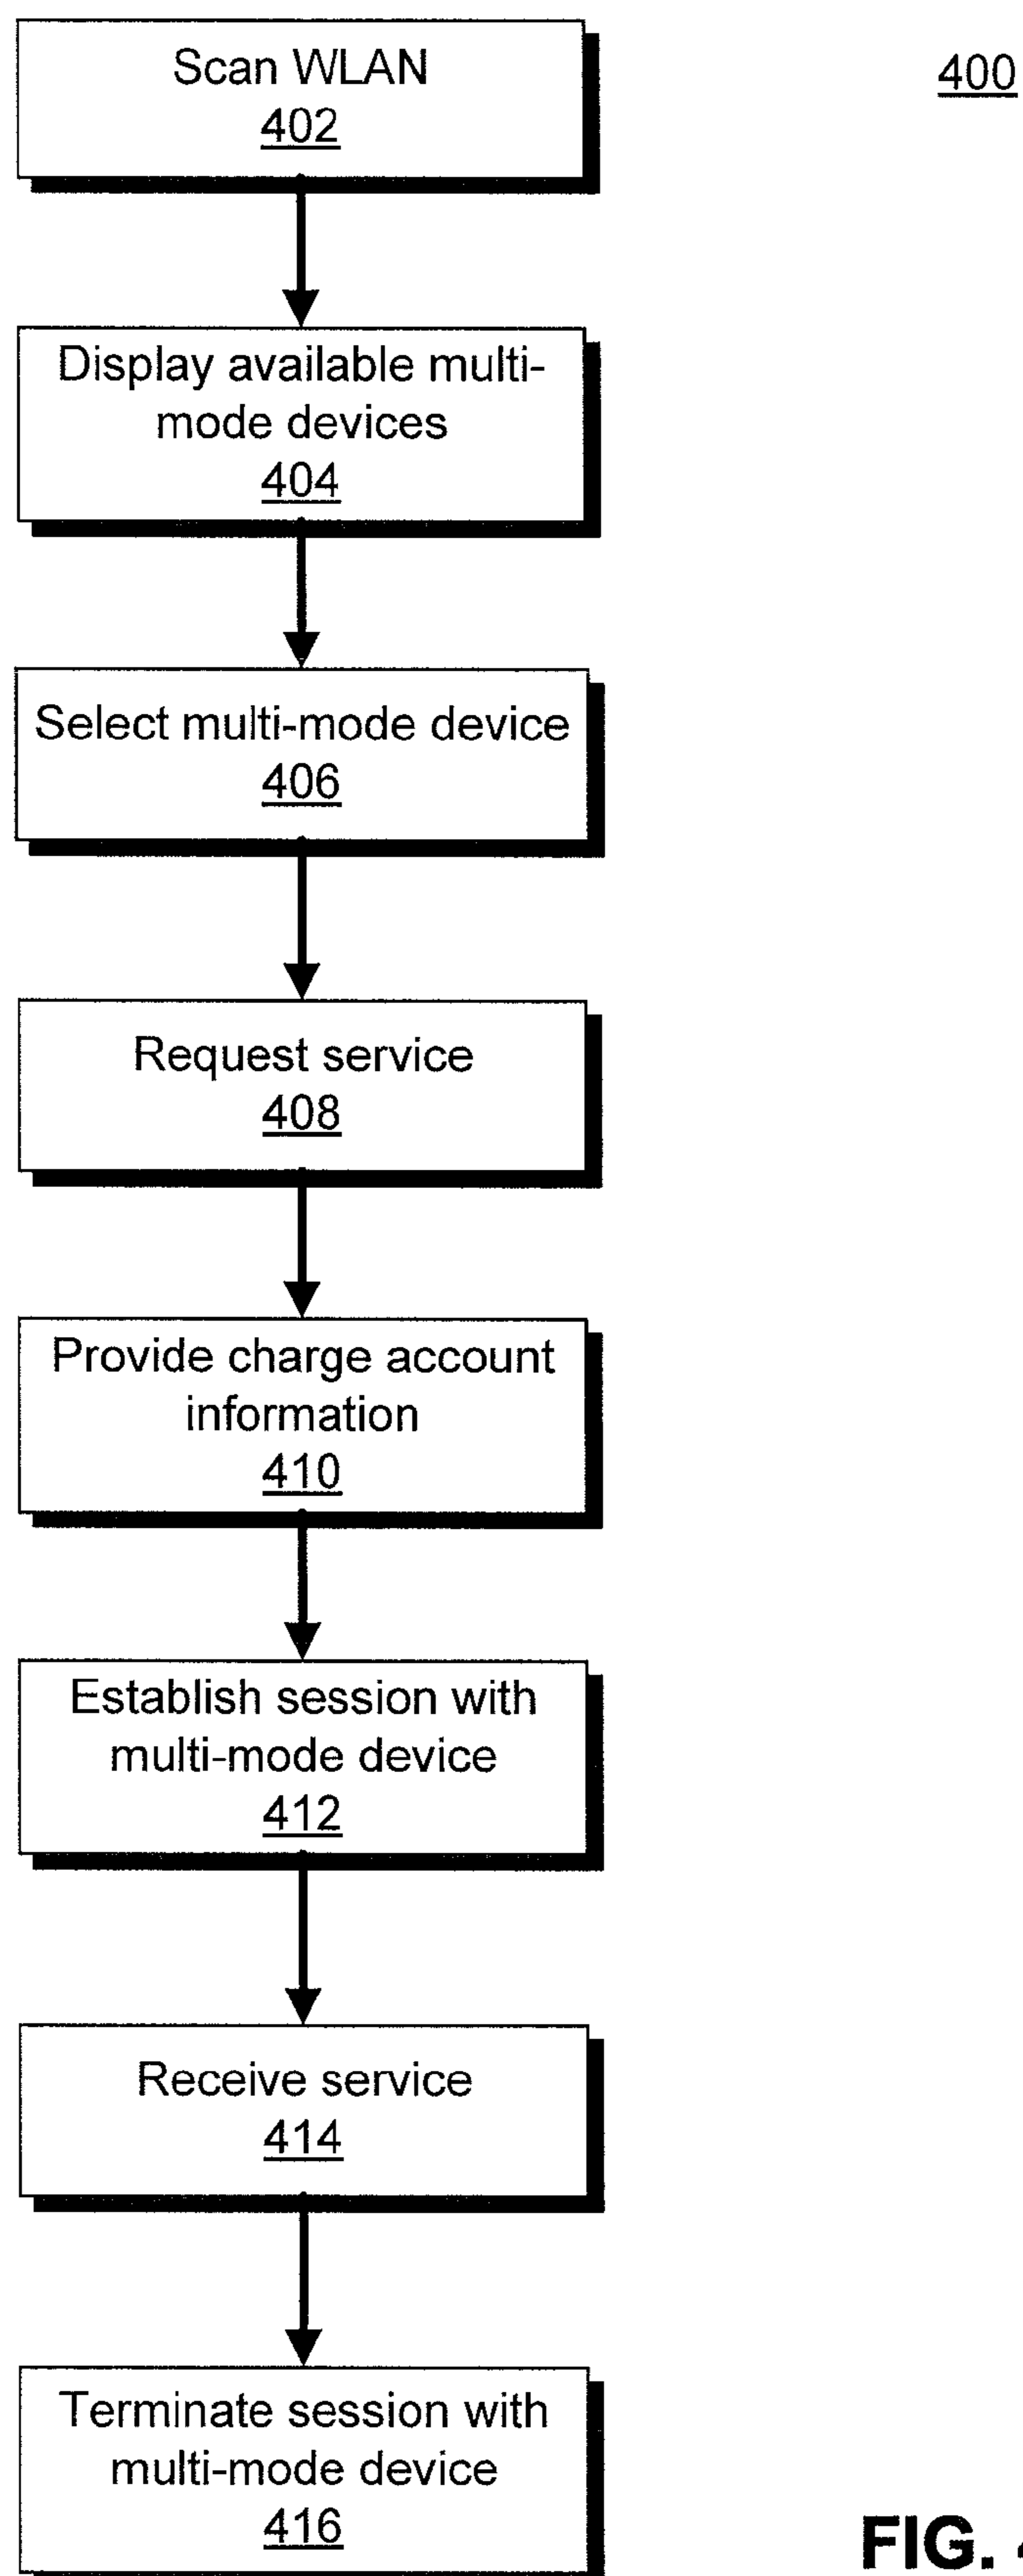 Scan WLAN
402
400
Display available multi-
mode devices
404
Select multi-mode device
406
Request service
408
Provide charge account
information
410
Establish session with
multi-mode device
412
Receive service
414
Terminate session with
multi-mode device
416
FIG.